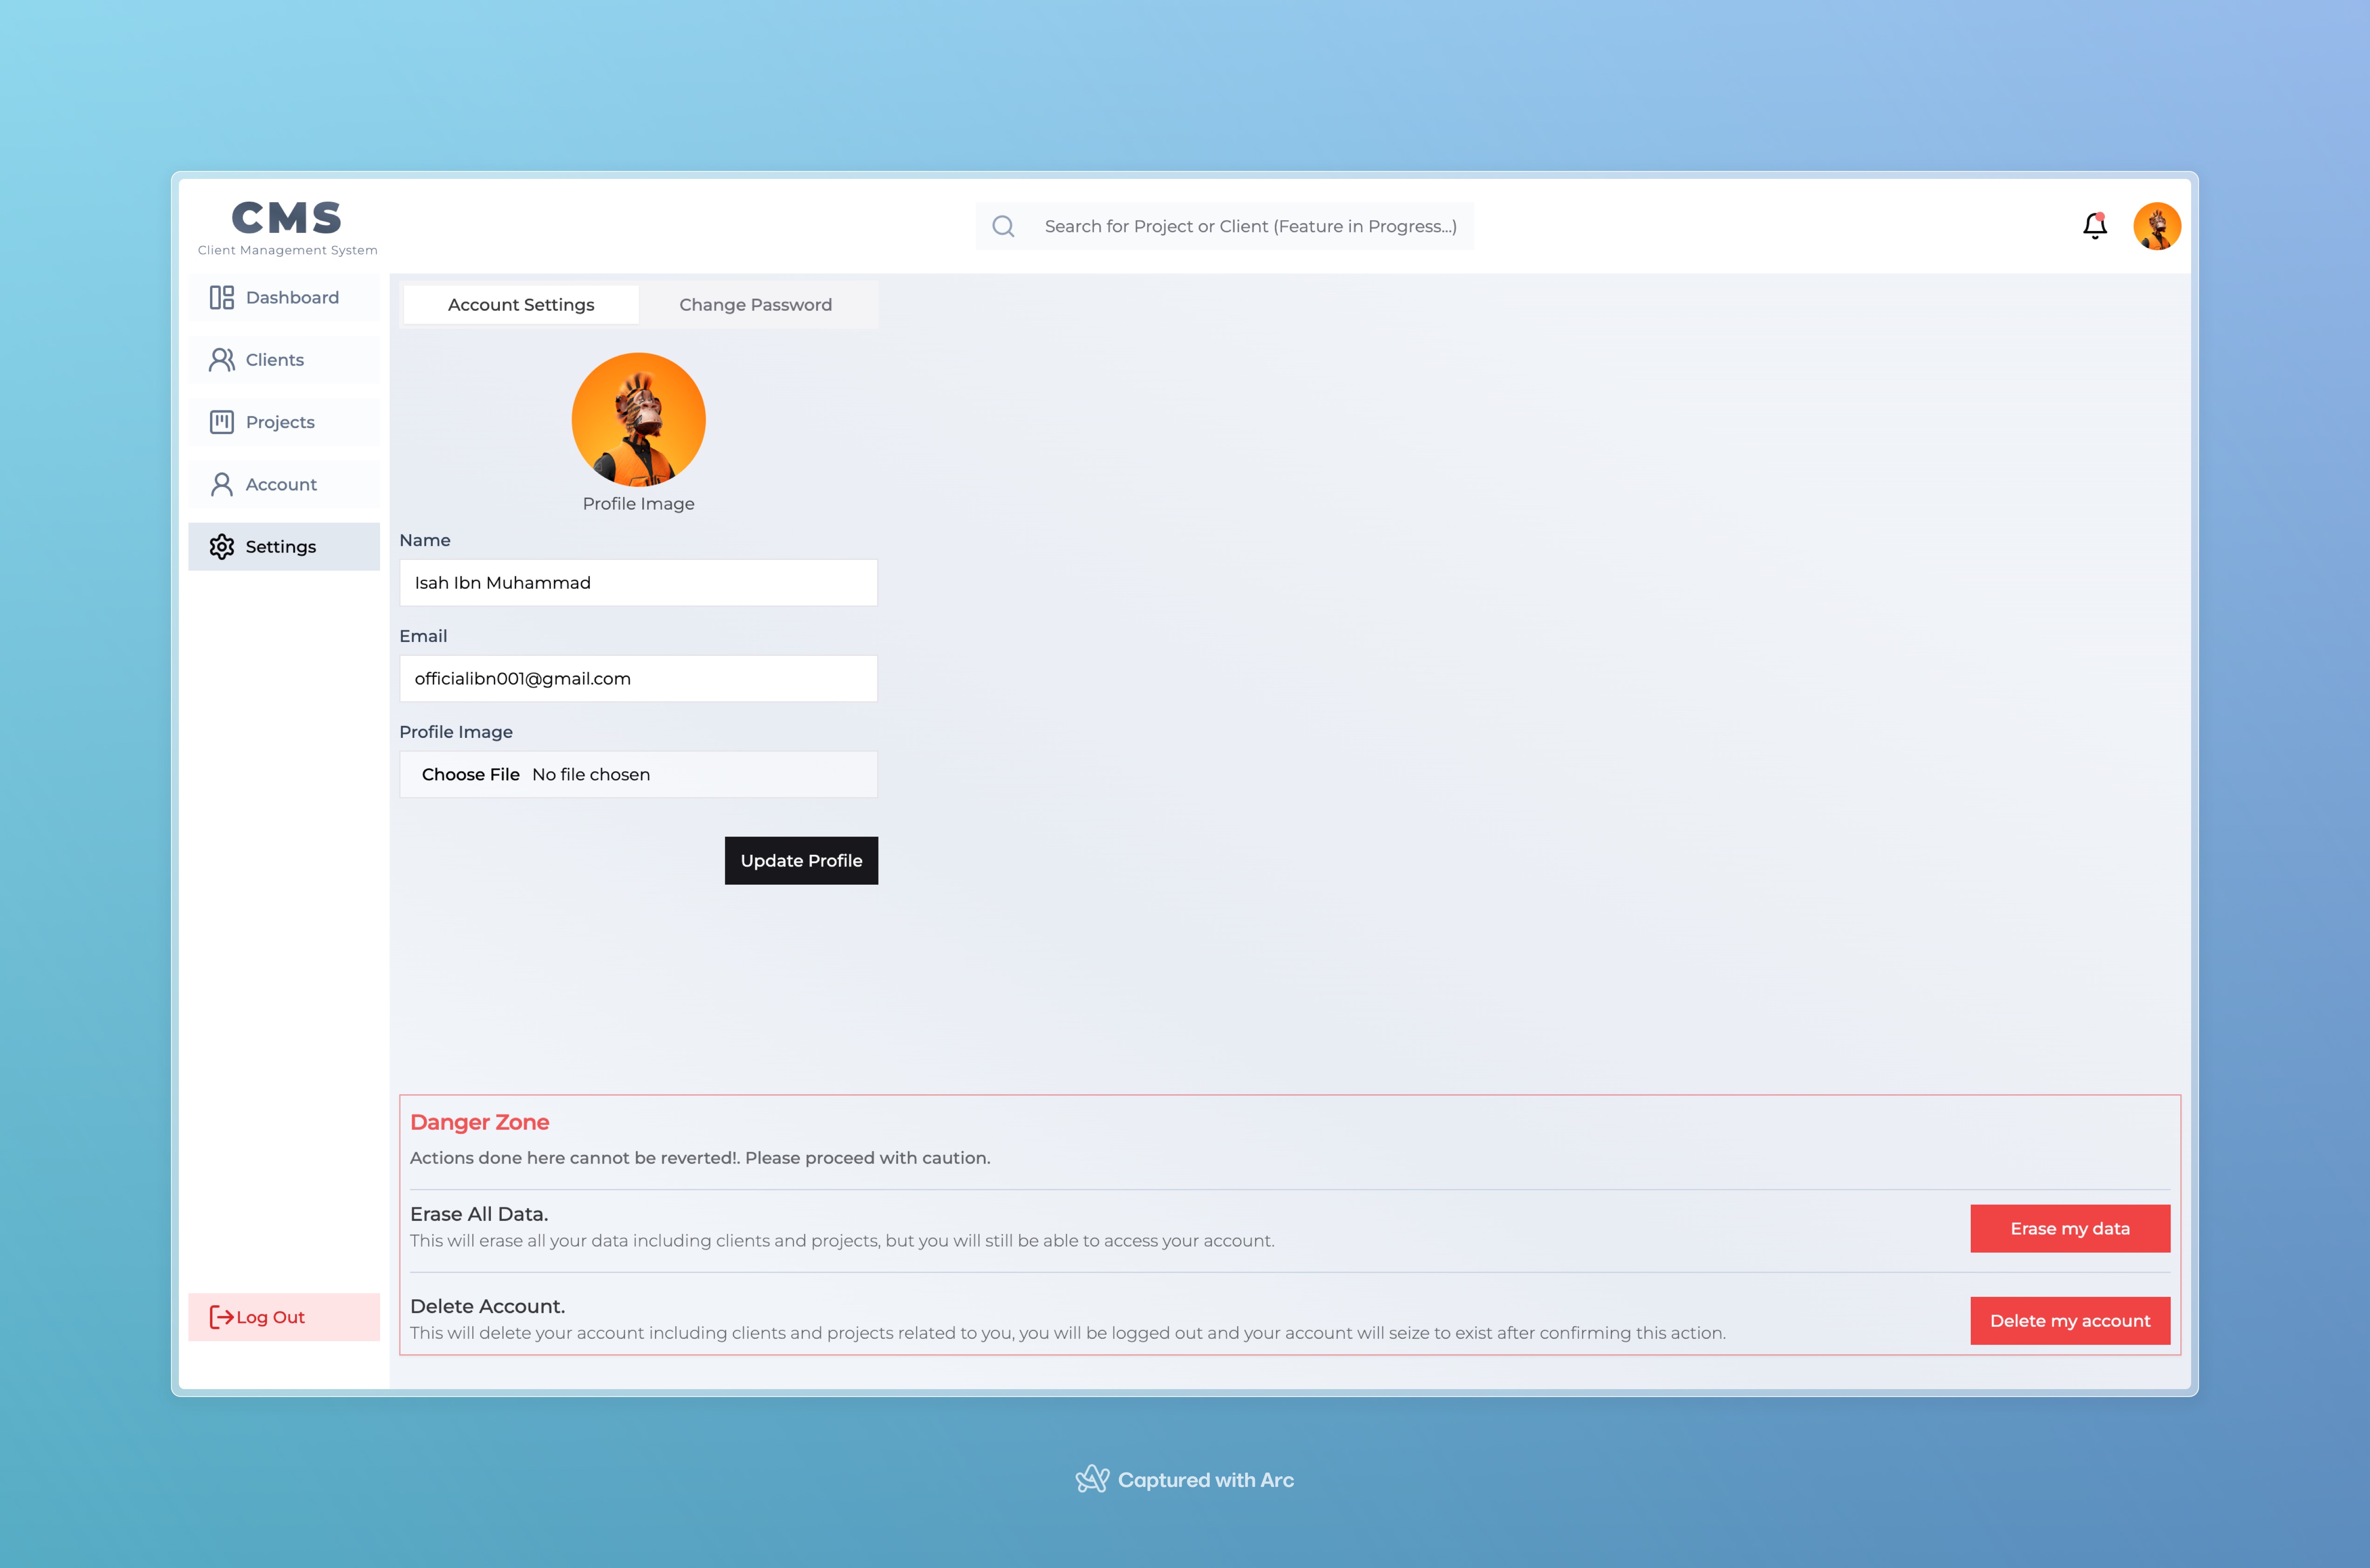 CMS
Client Management System
Search for Project or Client (Feature in Progress...)
Dashboard
Clients
Projects
Account
Settings
Log Out
Account Settings
Change Password
Profile Image
Name
Isah Ibn Muhammad
Email
officialibn001@gmail.com
Profile Image
Choose File No file chosen
Update Profile
Danger Zone
Actions done here cannot be reverted!. Please proceed with caution.
Erase All Data.
This will erase all your data including clients and projects, but you will still be able to access your account.
Erase my data
Delete Account.
This will delete your account including clients and projects related to you, you will be logged out and your account will seize to exist after confirming this action.
Delete my account
Captured with Arc